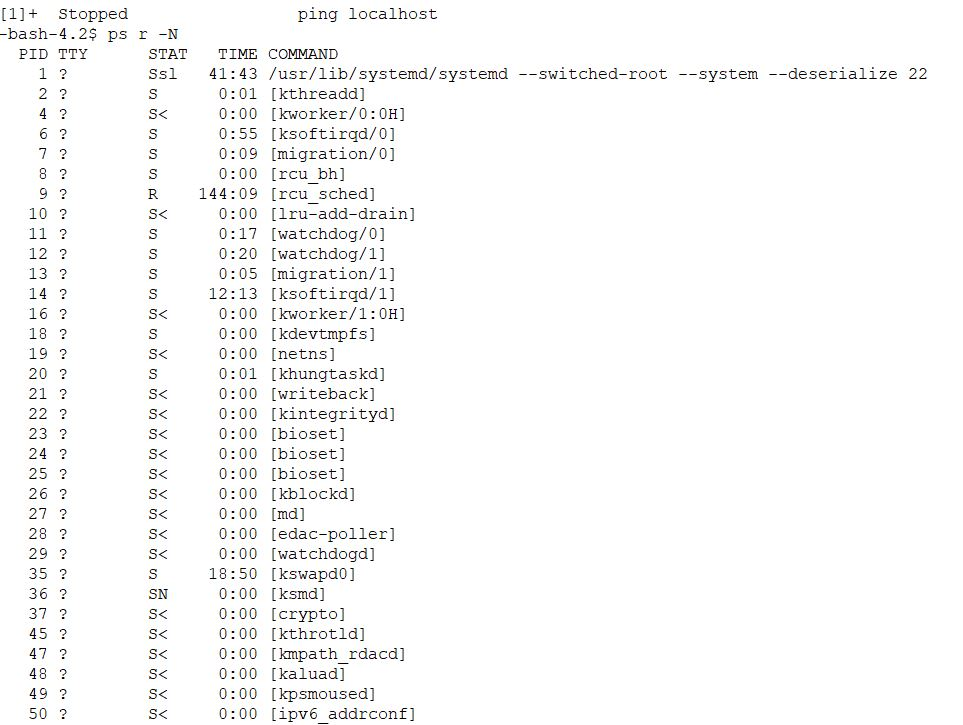 [1]+  Stopped                 ping localhost
-bash-4.2$ ps r -N
  PID TTY      STAT   TIME COMMAND
    1 ?        Ssl   41:43 /usr/lib/systemd/systemd --switched-root --system --deserialize 22
    2 ?        S      0:01 [kthreadd]
    4 ?        S<     0:00 [kworker/0:0H]
    6 ?        S      0:55 [ksoftirqd/0]
    7 ?        S      0:09 [migration/0]
    8 ?        S      0:00 [rcu_bh]
    9 ?        R    144:09 [rcu_sched]
   10 ?        S<     0:00 [lru-add-drain]
   11 ?        S      0:17 [watchdog/0]
   12 ?        S      0:20 [watchdog/1]
   13 ?        S      0:05 [migration/1]
   14 ?        S     12:13 [ksoftirqd/1]
   16 ?        S<     0:00 [kworker/1:0H]
   18 ?        S      0:00 [kdevtmpfs]
   19 ?        S<     0:00 [netns]
   20 ?        S      0:01 [khungtaskd]
   21 ?        S<     0:00 [writeback]
   22 ?        S<     0:00 [kintegrityd]
   23 ?        S<     0:00 [bioset]
   24 ?        S<     0:00 [bioset]
   25 ?        S<     0:00 [bioset]
   26 ?        S<     0:00 [kblockd]
   27 ?        S<     0:00 [md]
   28 ?        S<     0:00 [edac-poller]
   29 ?        S<     0:00 [watchdogd]
   35 ?        S     18:50 [kswapd0]
   36 ?        SN     0:00 [ksmd]
   37 ?        S<     0:00 [crypto]
   45 ?        S<     0:00 [kthrotld]
   47 ?        S<     0:00 [kmpath_rdacd]
   48 ?        S<     0:00 [kaluad]
   49 ?        S<     0:00 [kpsmoused]
   50 ?        S<     0:00 [ipv6_addrconf]